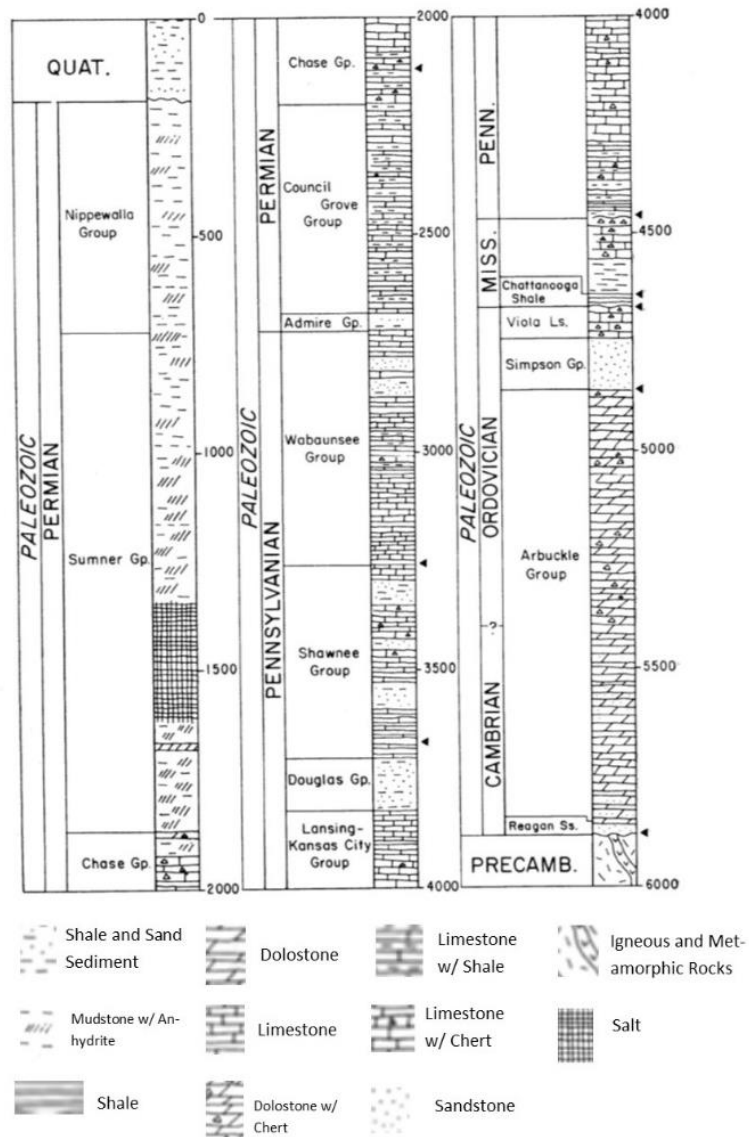 0
QUAT.
PALEOZOIC
PERMIAN
Nippewalla
Group
500
1000
Sumner Gp.
1500
Chase Gp.
2000
2000
PALEOZOIC
PERMIAN
Chase Gp.
Council
Grove
Group
2500
Admire Gp.
PENNSYLVANIAN
Wabaunsee
Group
3000
Shawnee
Group
3500
Douglas Gp.
Lansing-
Kansas City
Group
4000
4000
PALEOZOIC
PENN.
MISS.
4500
Chattanooga
Shale
Viola Ls.
Simpson Gp.
ORDOVICIAN
5000
Arbuckle
Group
?
5500
CAMBRIAN
Reagan Ss.
PRECAMB.
6000
Shale and Sand
Sediment
Dolostone
Limestone
w/ Shale
Igneous and Met-
amorphic Rocks
Mudstone w/ An-
hydrite
Limestone
Limestone
w/ Chert
Salt
Shale
Dolostone w/
Chert
Sandstone